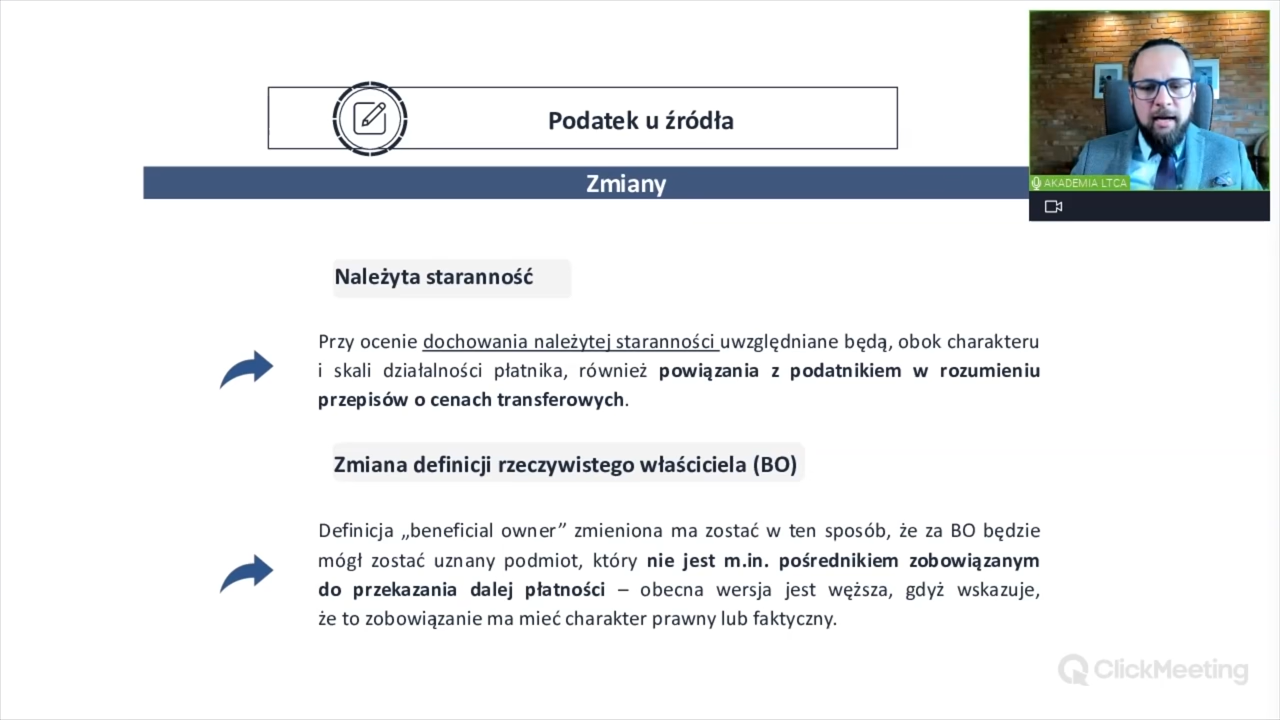 Podatek u źródła
Zmiany
AKADEMIA LTCA
Należyta staranność
Przy ocenie dochowania należytej staranności uwzględniane będą, obok charakteru
i skali działalności płatnika, również powiązania z podatnikiem w rozumieniu
przepisów o cenach transferowych.
Zmiana definicji rzeczywistego właściciela (BO)
Definicja „beneficial owner” zmieniona ma zostać w ten sposób, że za BO będzie
mógł zostać uznany podmiot, który nie jest m.in. pośrednikiem zobowiązanym
do przekazania dalej płatności – obecna wersja jest węższa, gdyż wskazuje,
że to zobowiązanie ma mieć charakter prawny lub faktyczny.
ClickMeeting